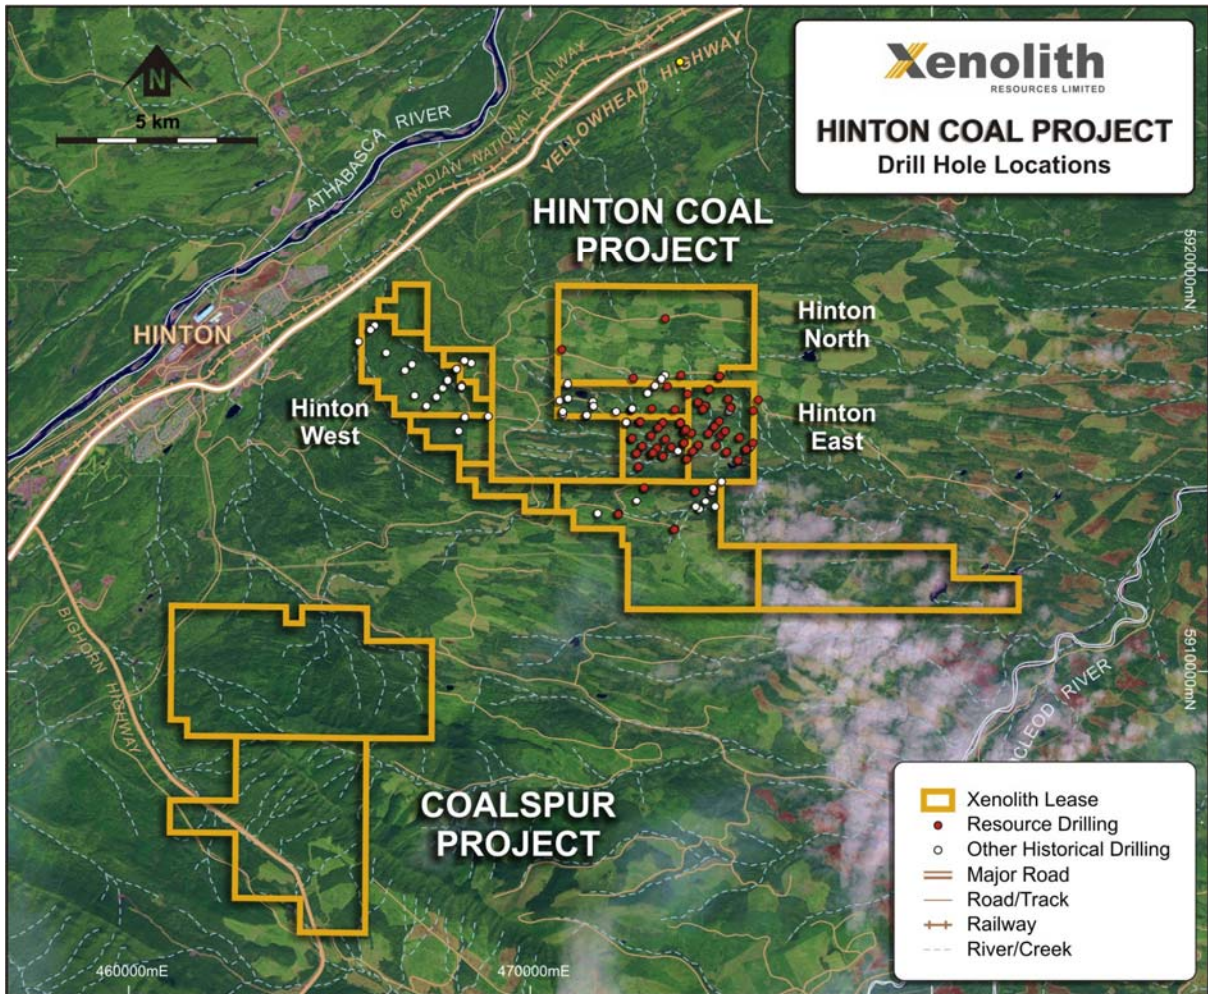 Xenolith
RESOURCES LIMITED
HINTON COAL PROJECT
Drill Hole Locations
N
5 km
ATHABASCA RIVER
CANADIAN NATIONAL RAILWAY
YELLOWHEAD HIGHWAY
HINTON COAL
PROJECT
5920000mN
HINTON
Hinton
North
Hinton
West
Hinton
East
BIGHORN HIGHWAY
5910000mN
CLEOD RIVER
COALSPUR
PROJECT
Xenolith Lease
Resource Drilling
Other Historical Drilling
Major Road
Road/Track
Railway
River/Creek
460000mE
470000mE